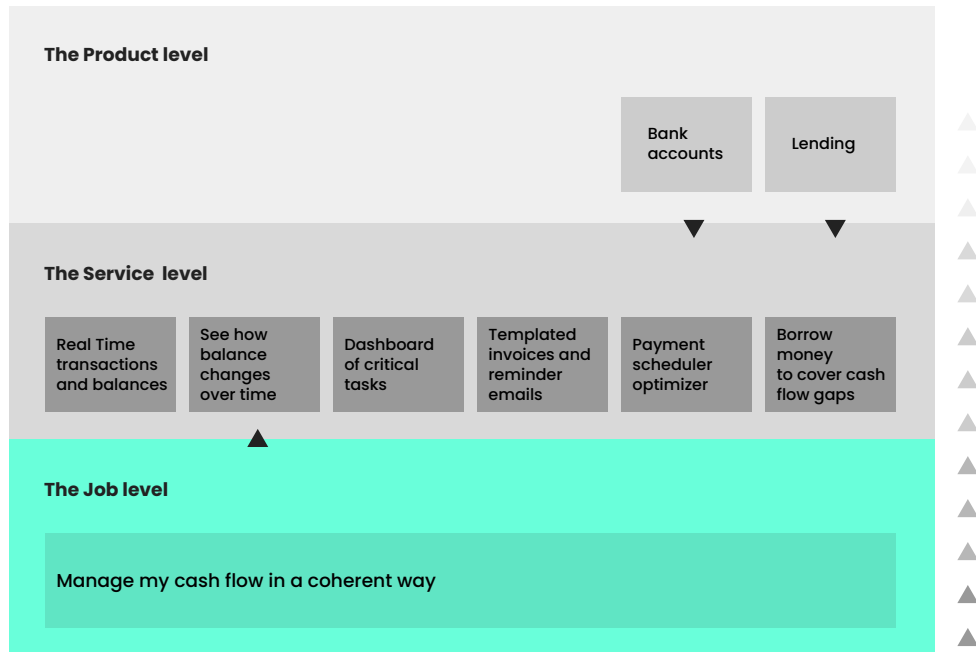 The Product level
Bank
accounts
Lending
The Service  level
Real Time
transactions
and balances
See how
balance
changes
over time
Dashboard
of critical
tasks
Templated
invoices and
reminder
emails
Payment
scheduler
optimizer
Borrow
money
to cover cash
flow gaps
The Job level
Manage my cash flow in a coherent way